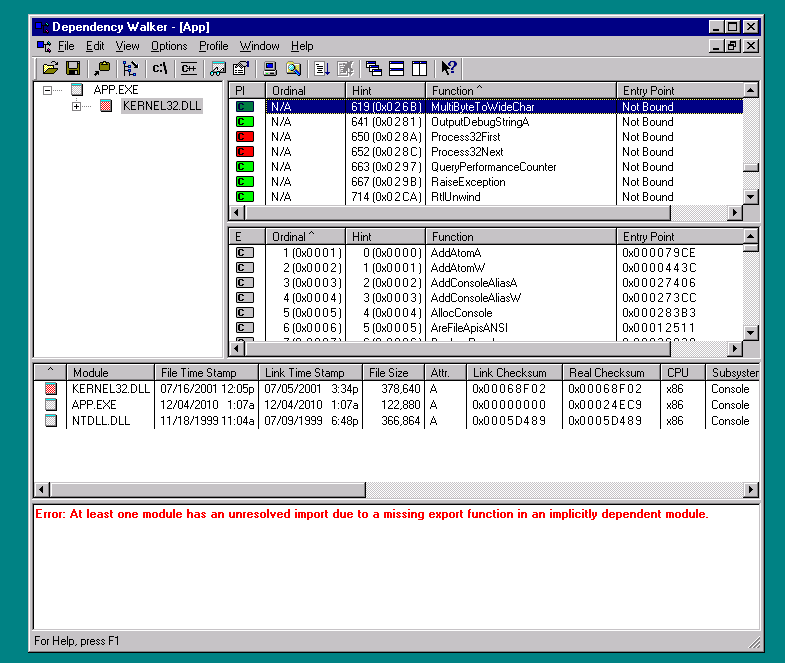 Dependency Walker - [App]
File Edit View Options Profile Window Help
c:\ C++
APP.EXE
KERNEL32.DLL
PI Ordinal Hint Function ^ Entry Point
C N/A 619 (0x026B) MultiByteToWideChar Not Bound
C N/A 641 (0x0281) OutputDebugStringA Not Bound
C N/A 650 (0x028A) Process32First Not Bound
C N/A 652 (0x028C) Process32Next Not Bound
C N/A 663 (0x0297) QueryPerformanceCounter Not Bound
C N/A 667 (0x029B) RaiseException Not Bound
C N/A 714 (0x02CA) RtlUnwind Not Bound
E Ordinal ^ Hint Function Entry Point
C 1 (0x0001) 0 (0x0000) AddAtomA 0x000079CE
C 2 (0x0002) 1 (0x0001) AddAtomW 0x0000443C
C 3 (0x0003) 2 (0x0002) AddConsoleAliasA 0x00027406
C 4 (0x0004) 3 (0x0003) AddConsoleAliasW 0x000273CC
C 5 (0x0005) 4 (0x0004) AllocConsole 0x000283B3
C 6 (0x0006) 5 (0x0005) AreFileApisANSI 0x00012511
^ Module File Time Stamp Link Time Stamp File Size Attr. Link Checksum Real Checksum CPU Subsyster
KERNEL32.DLL 07/16/2001 12:05p 07/05/2001 3:34p 378,640 A 0x00068F02 0x00068F02 x86 Console
APP.EXE 12/04/2010 1:07a 12/04/2010 1:07a 122,880 A 0x00000000 0x00024EC9 x86 Console
NTDLL.DLL 11/18/1999 11:04a 07/09/1999 6:48p 366,864 A 0x0005D489 0x0005D489 x86 Console
Error: At least one module has an unresolved import due to a missing export function in an implicitly dependent module.
For Help, press F1